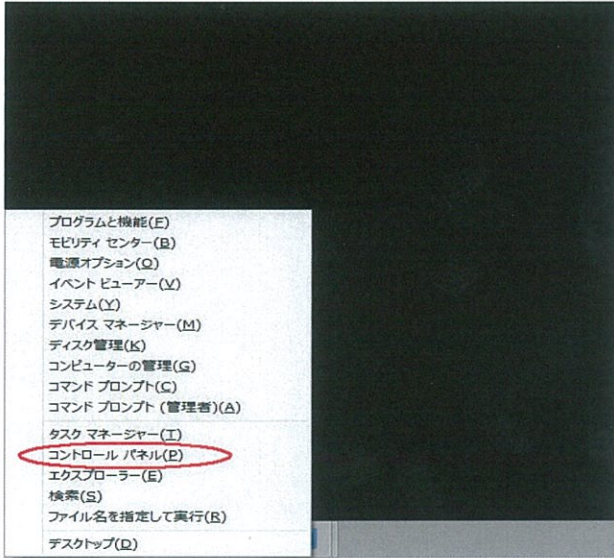 プログラムと機能(F)
モビリティ センター(B)
電源オプション(O)
イベント ビューアー(V)
システム(Y)
デバイス マネージャー(M)
ディスク管理(K)
コンピューターの管理(G)
コマンド プロンプト(C)
コマンド プロンプト (管理者)(A)
タスク マネージャー(T)
コントロール パネル(P)
エクスプローラー(E)
検索(S)
ファイル名を指定して実行(R)
デスクトップ(D)